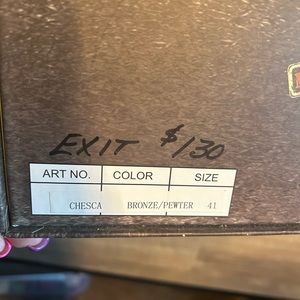 EXIT $130
ART NO. COLOR SIZE
CHESCA BRONZE/PEWTER 41